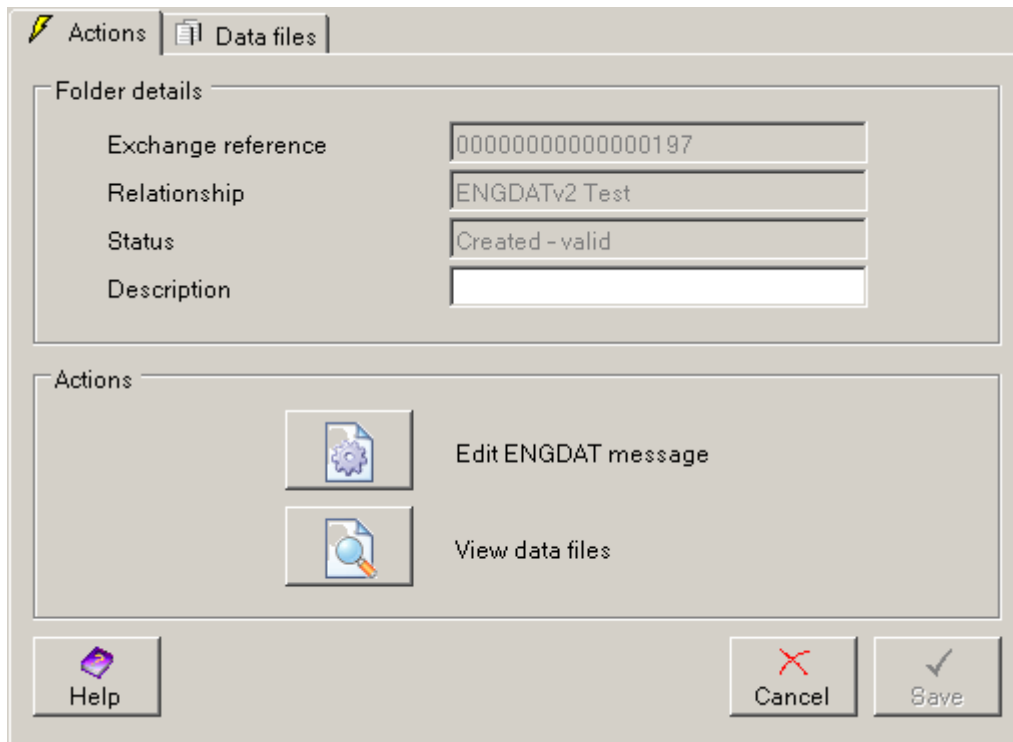 Actions
Data files
Folder details
Exchange reference 00000000000000197
Relationship ENGDATv2 Test
Status Created - valid
Description
Actions
Edit ENGDAT message
View data files
Help
Cancel
Save